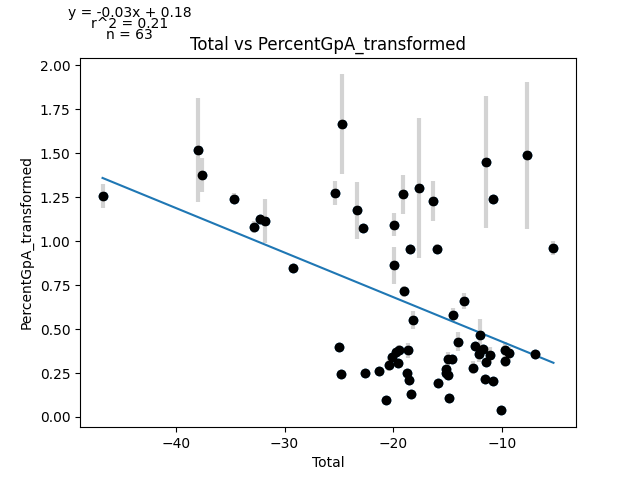 y = -0.03x + 0.18
r^2 = 0.21
n = 63
Total vs PercentGpA_transformed
PercentGpA_transformed
2.00
1.75
1.50
1.25
1.00
0.75
0.50
0.25
0.00
−40
−30
−20
−10
Total